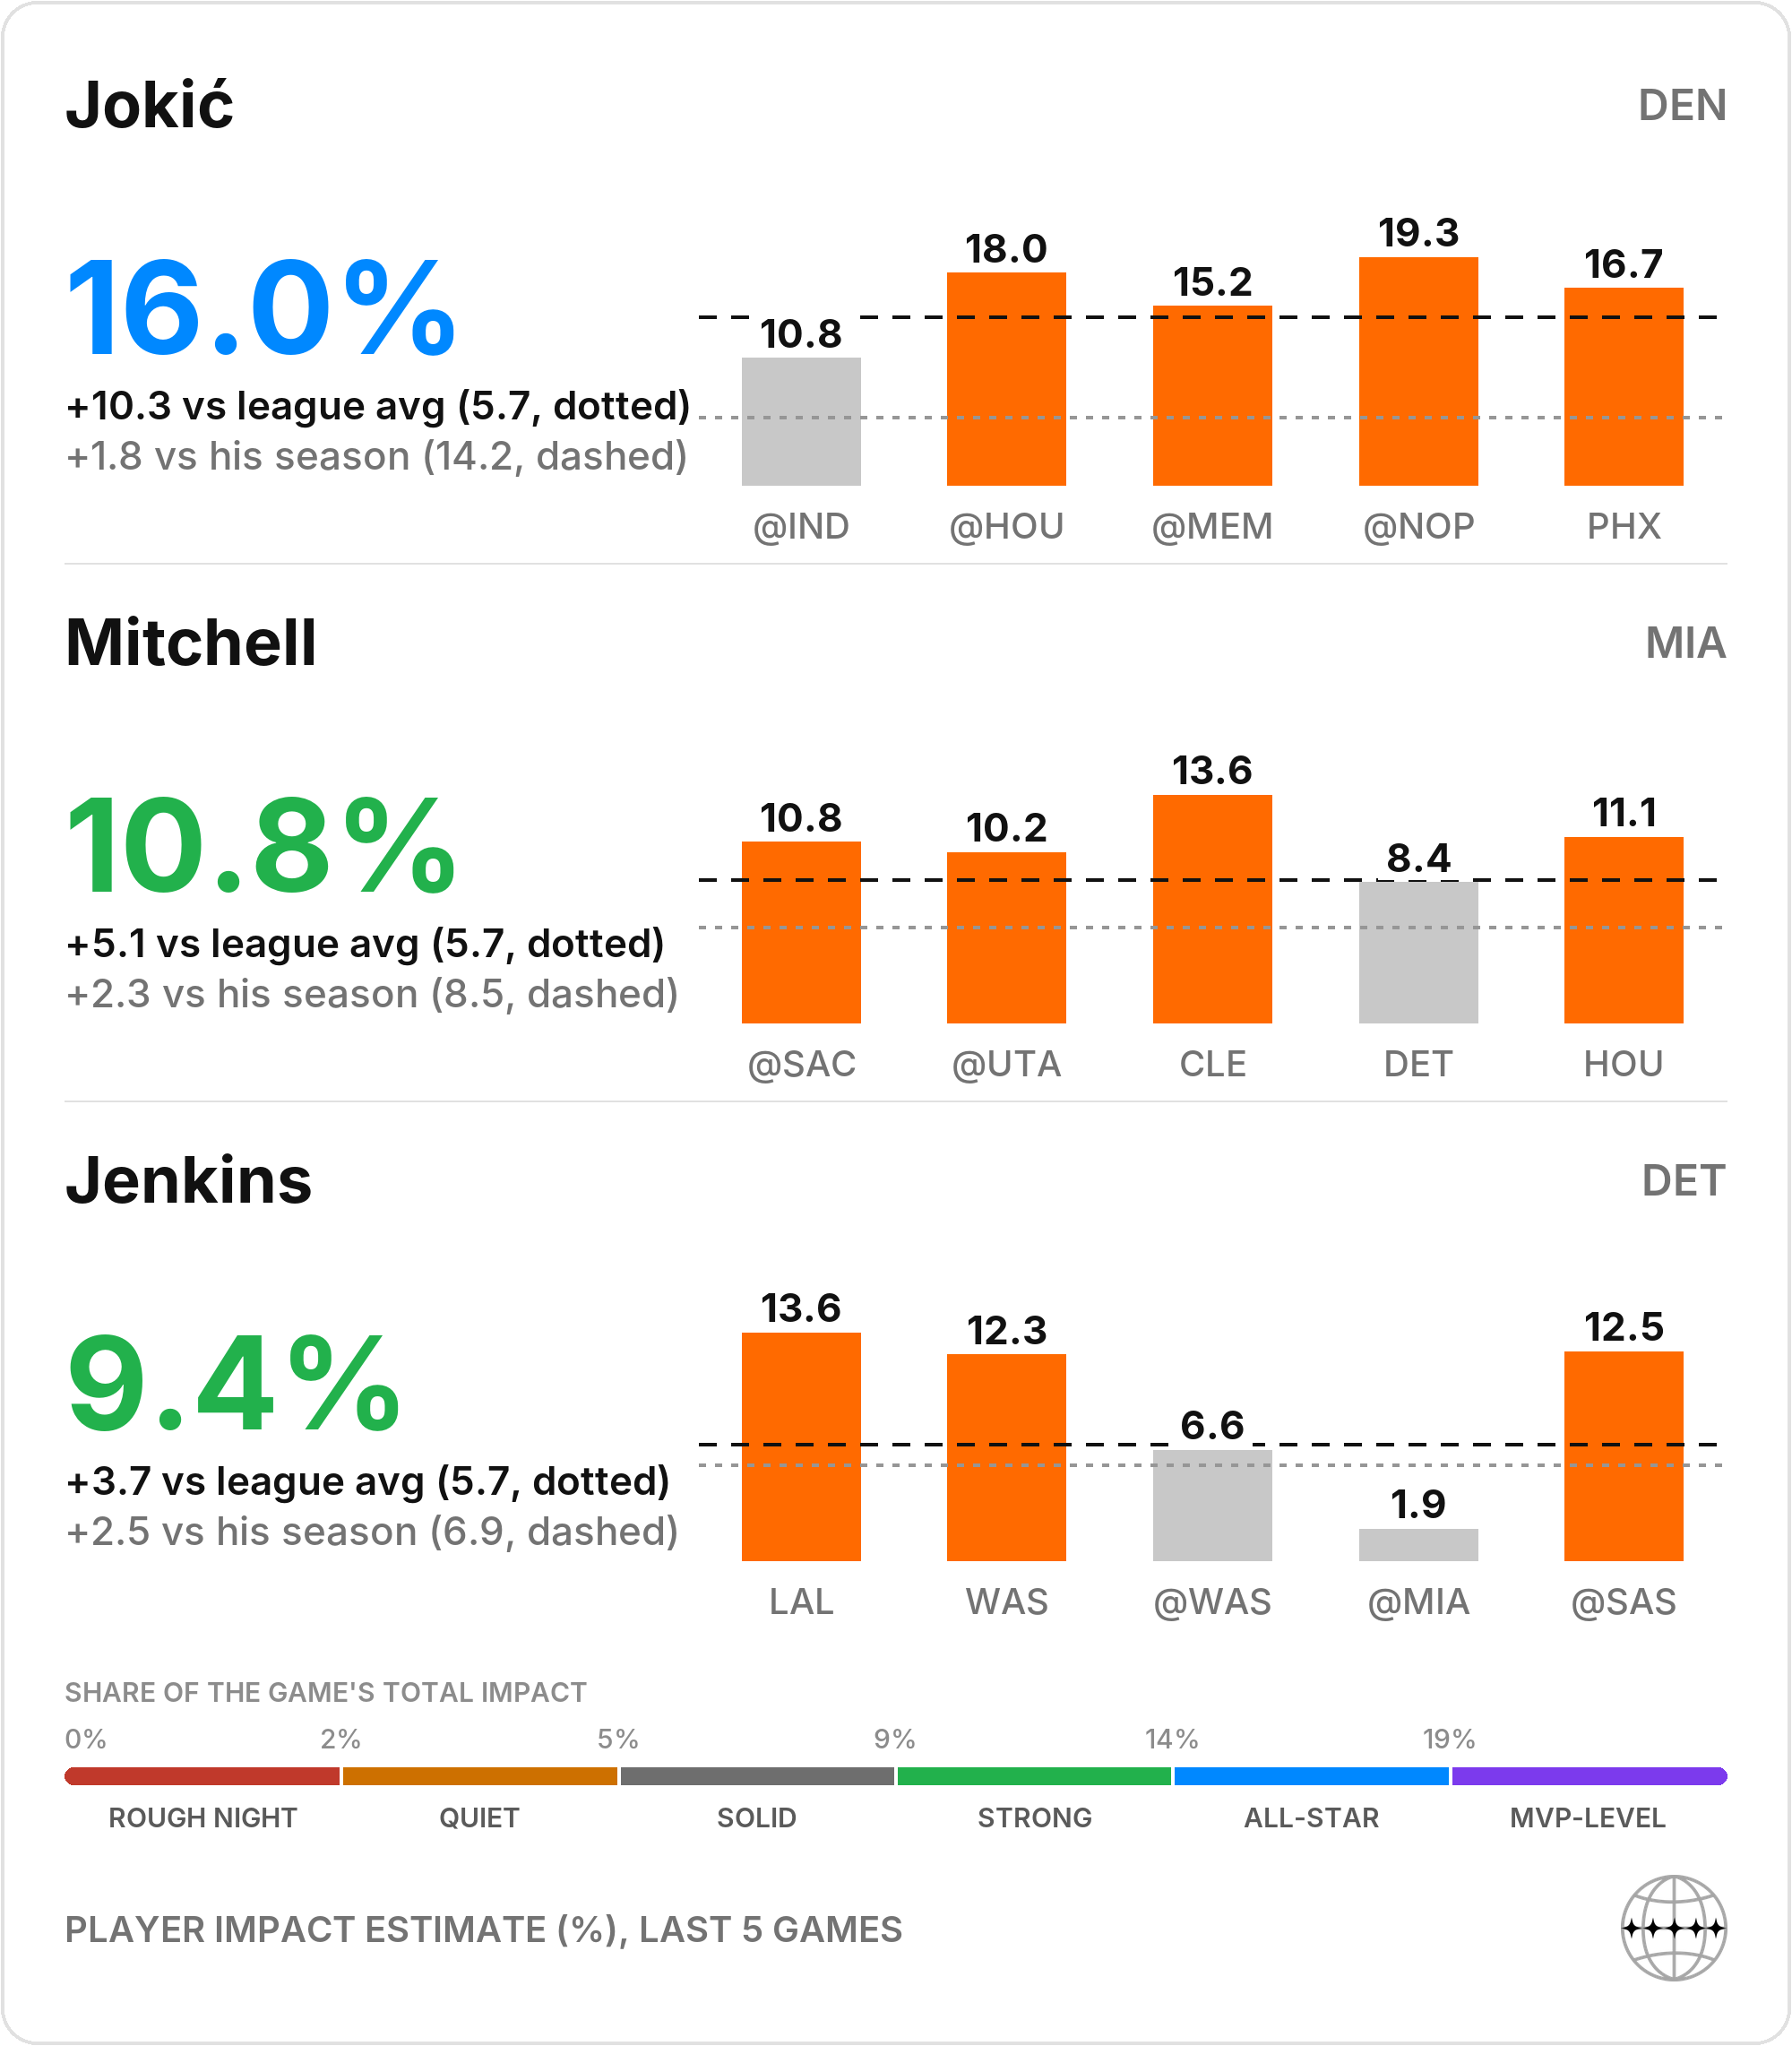 Jokić DEN
16.0%
+10.3 vs league avg (5.7, dotted)
+1.8 vs his season (14.2, dashed)
10.8 18.0 15.2 19.3 16.7
@IND @HOU @MEM @NOP PHX
Mitchell MIA
10.8%
+5.1 vs league avg (5.7, dotted)
+2.3 vs his season (8.5, dashed)
10.8 10.2 13.6 8.4 11.1
@SAC @UTA CLE DET HOU
Jenkins DET
9.4%
+3.7 vs league avg (5.7, dotted)
+2.5 vs his season (6.9, dashed)
13.6 12.3 6.6 1.9 12.5
LAL WAS @WAS @MIA @SAS
SHARE OF THE GAME'S TOTAL IMPACT
0% 2% 5% 9% 14% 19%
ROUGH NIGHT QUIET SOLID STRONG ALL-STAR MVP-LEVEL
PLAYER IMPACT ESTIMATE (%), LAST 5 GAMES